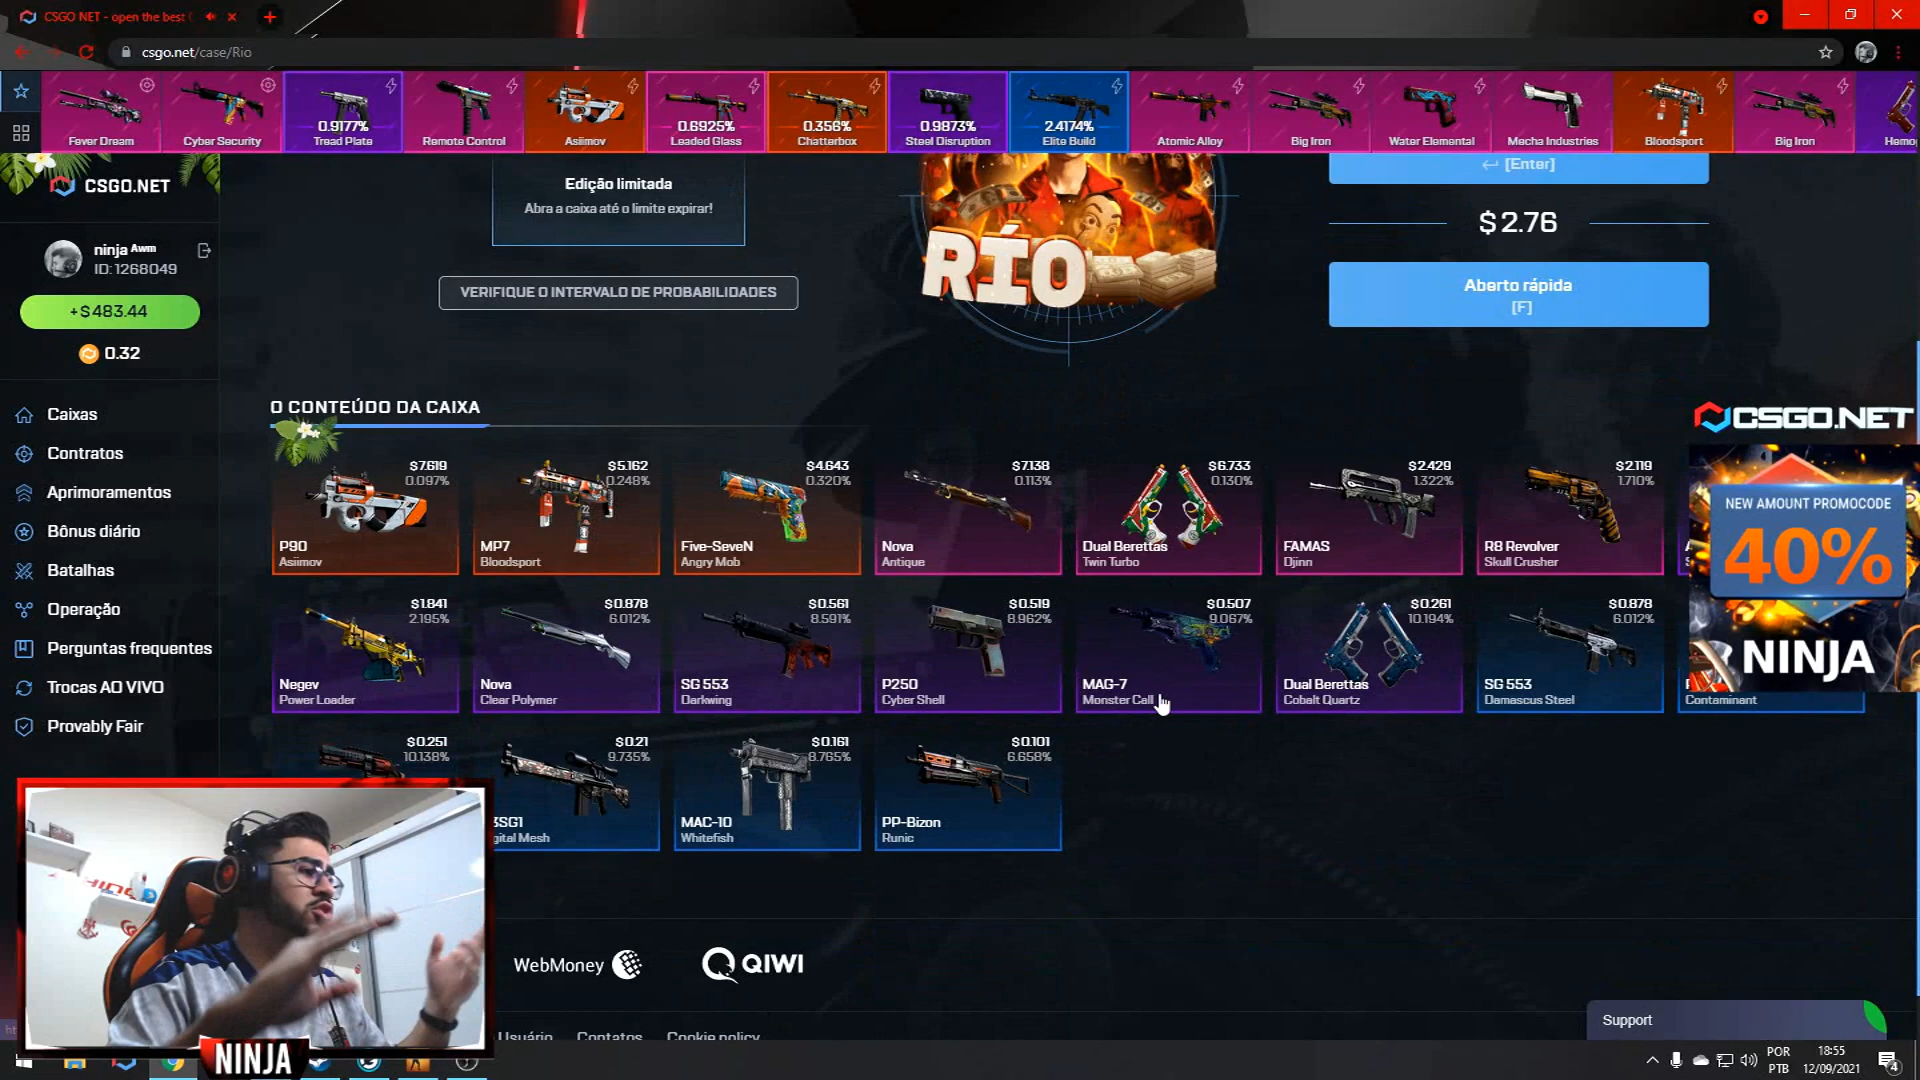 CSGO NET - open the best
csgo.net/case/Rio
Fever Dream
Cyber Security
0.9177%
Tread Plate
Remote Control
Asiimov
0.6925%
Leaded Glass
0.356%
Chatterbox
0.9873%
Steel Disruption
2.4174%
Elite Build
Atomic Alloy
Big Iron
Water Elemental
Mecha Industries
Bloodsport
Big Iron
CSGO.NET
ninja Awm
ID: 1268049
+$483.44
0.32
Caixas
Contratos
Aprimoramentos
Bônus diário
Batalhas
Operação
Perguntas frequentes
Trocas AO VIVO
Provably Fair
Edição limitada
Abra a caixa até o limite expirar!
VERIFIQUE O INTERVALO DE PROBABILIDADES
RÍO
[Enter]
$ 2.76
Aberto rápida
[F]
O CONTEÚDO DA CAIXA
$7.619
0.097%
P90
Asiimov
$5.162
0.248%
MP7
Bloodsport
$4.643
0.320%
Five-SeveN
Angry Mob
$7.138
0.113%
Nova
Antique
$6.733
0.130%
Dual Berettas
Twin Turbo
$2.429
1.322%
FAMAS
Djinn
$2.119
1.710%
R8 Revolver
Skull Crusher
$1.841
2.195%
Negev
Power Loader
$0.878
6.012%
Nova
Clear Polymer
$0.561
8.591%
SG 553
Darkwing
$0.519
8.962%
P250
Cyber Shell
$0.507
9.067%
MAG-7
Monster Call
$0.261
10.194%
Dual Berettas
Cobalt Quartz
$0.878
6.012%
SG 553
Damascus Steel
Contaminant
$0.251
10.138%
$0.21
9.735%
3SG1
gital Mesh
$0.161
8.765%
MAC-10
Whitefish
$0.101
6.658%
PP-Bizon
Runic
CSGO.NET
NEW AMOUNT PROMOCODE
40%
NINJA
WebMoney
QIWI
Usuário
Contatos
Cookie policy
Support
NINJA
POR
PTB
18:55
12/09/2021
4